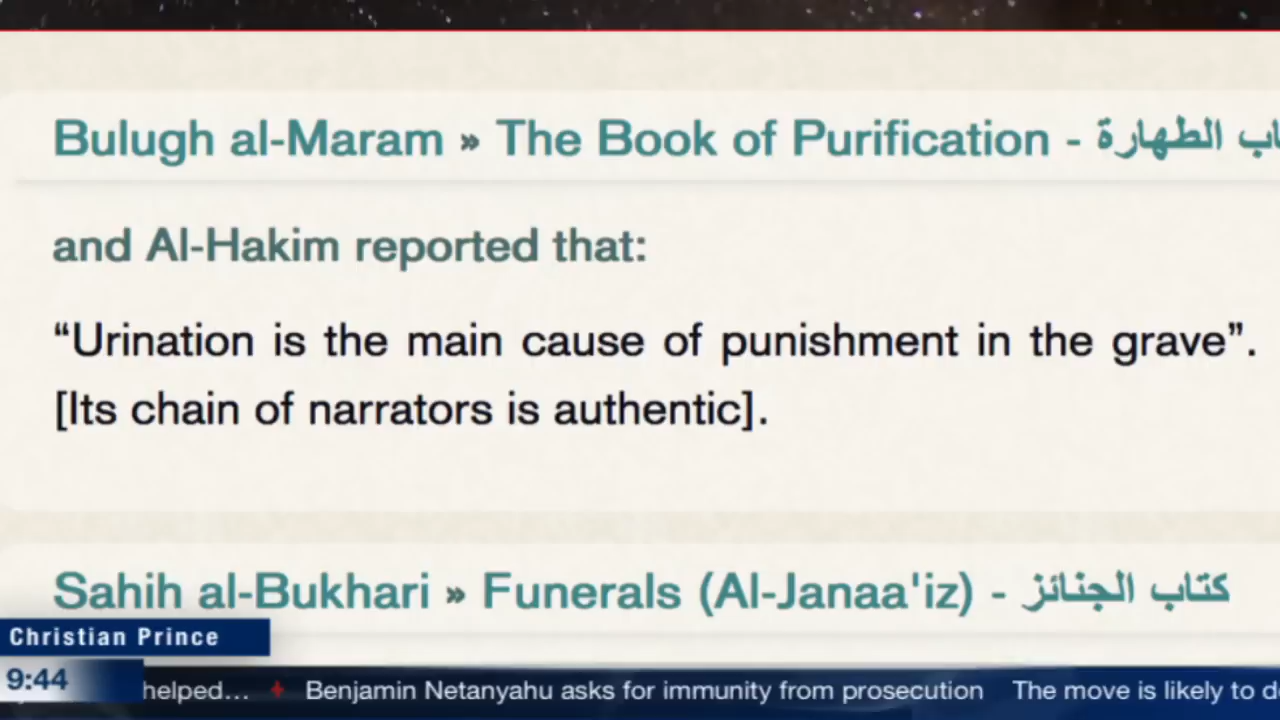 Bulugh al-Maram » The Book of Purification - الطهارة
and Al-Hakim reported that:
“Urination is the main cause of punishment in the grave”.
[Its chain of narrators is authentic].
Sahih al-Bukhari » Funerals (Al-Janaa'iz) - كتاب الجنائز
Christian Prince
9:44 helped... Benjamin Netanyahu asks for immunity from prosecution The move is likely to